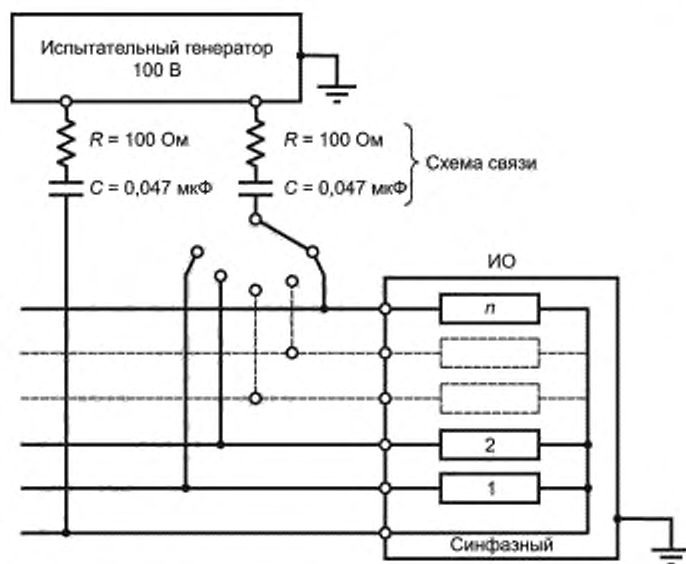 Испытательный генератор
100 В
R = 100 Ом
R = 100 Ом
Схема связи
C = 0,047 мкФ
C = 0,047 мкФ
ИО
n
2
1
Синфазный